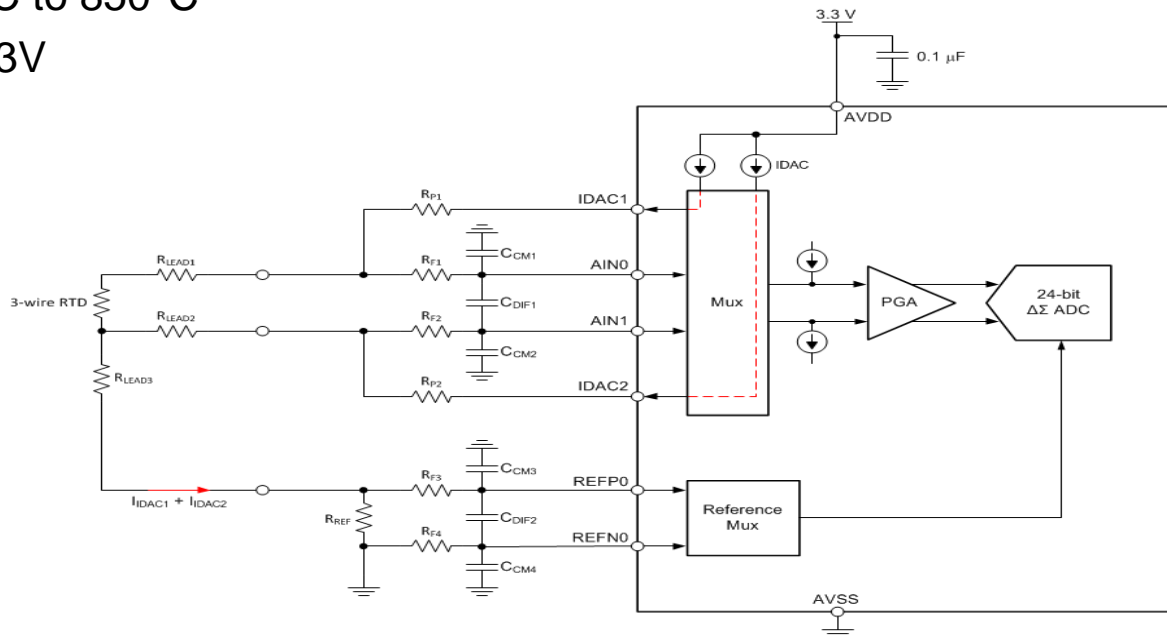 to 850°C
3V
3.3 V
0.1 µF
AVDD
IDAC
IDAC1
RP1
RLEAD1
RF1
CCM1
AIN0
3-wire RTD
CDIF1
Mux
PGA
24-bit
ΔΣ ADC
RLEAD2
RF2
AIN1
CCM2
RLEAD3
RP2
IDAC2
CCM3
RF3
REFP0
IIDAC1 + IIDAC2
RREF
CDIF2
Reference
Mux
RF4
REFN0
CCM4
AVSS